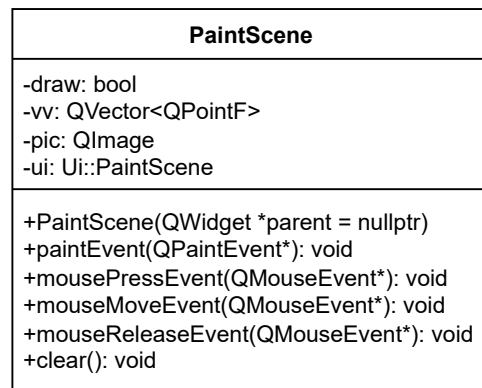 PaintScene
-draw: bool
-vv: QVector<QPointF>
-pic: QImage
-ui: Ui::PaintScene
+PaintScene(QWidget *parent = nullptr)
+paintEvent(QPaintEvent*): void
+mousePressEvent(QMouseEvent*): void
+mouseMoveEvent(QMouseEvent*): void
+mouseReleaseEvent(QMouseEvent*): void
+clear(): void